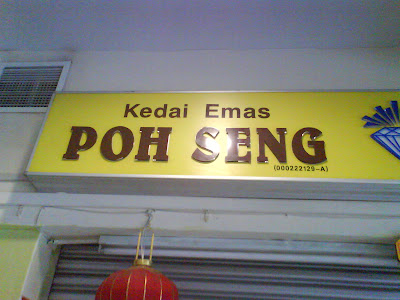 Kedai Emas
POH SENG
(000222129-A)